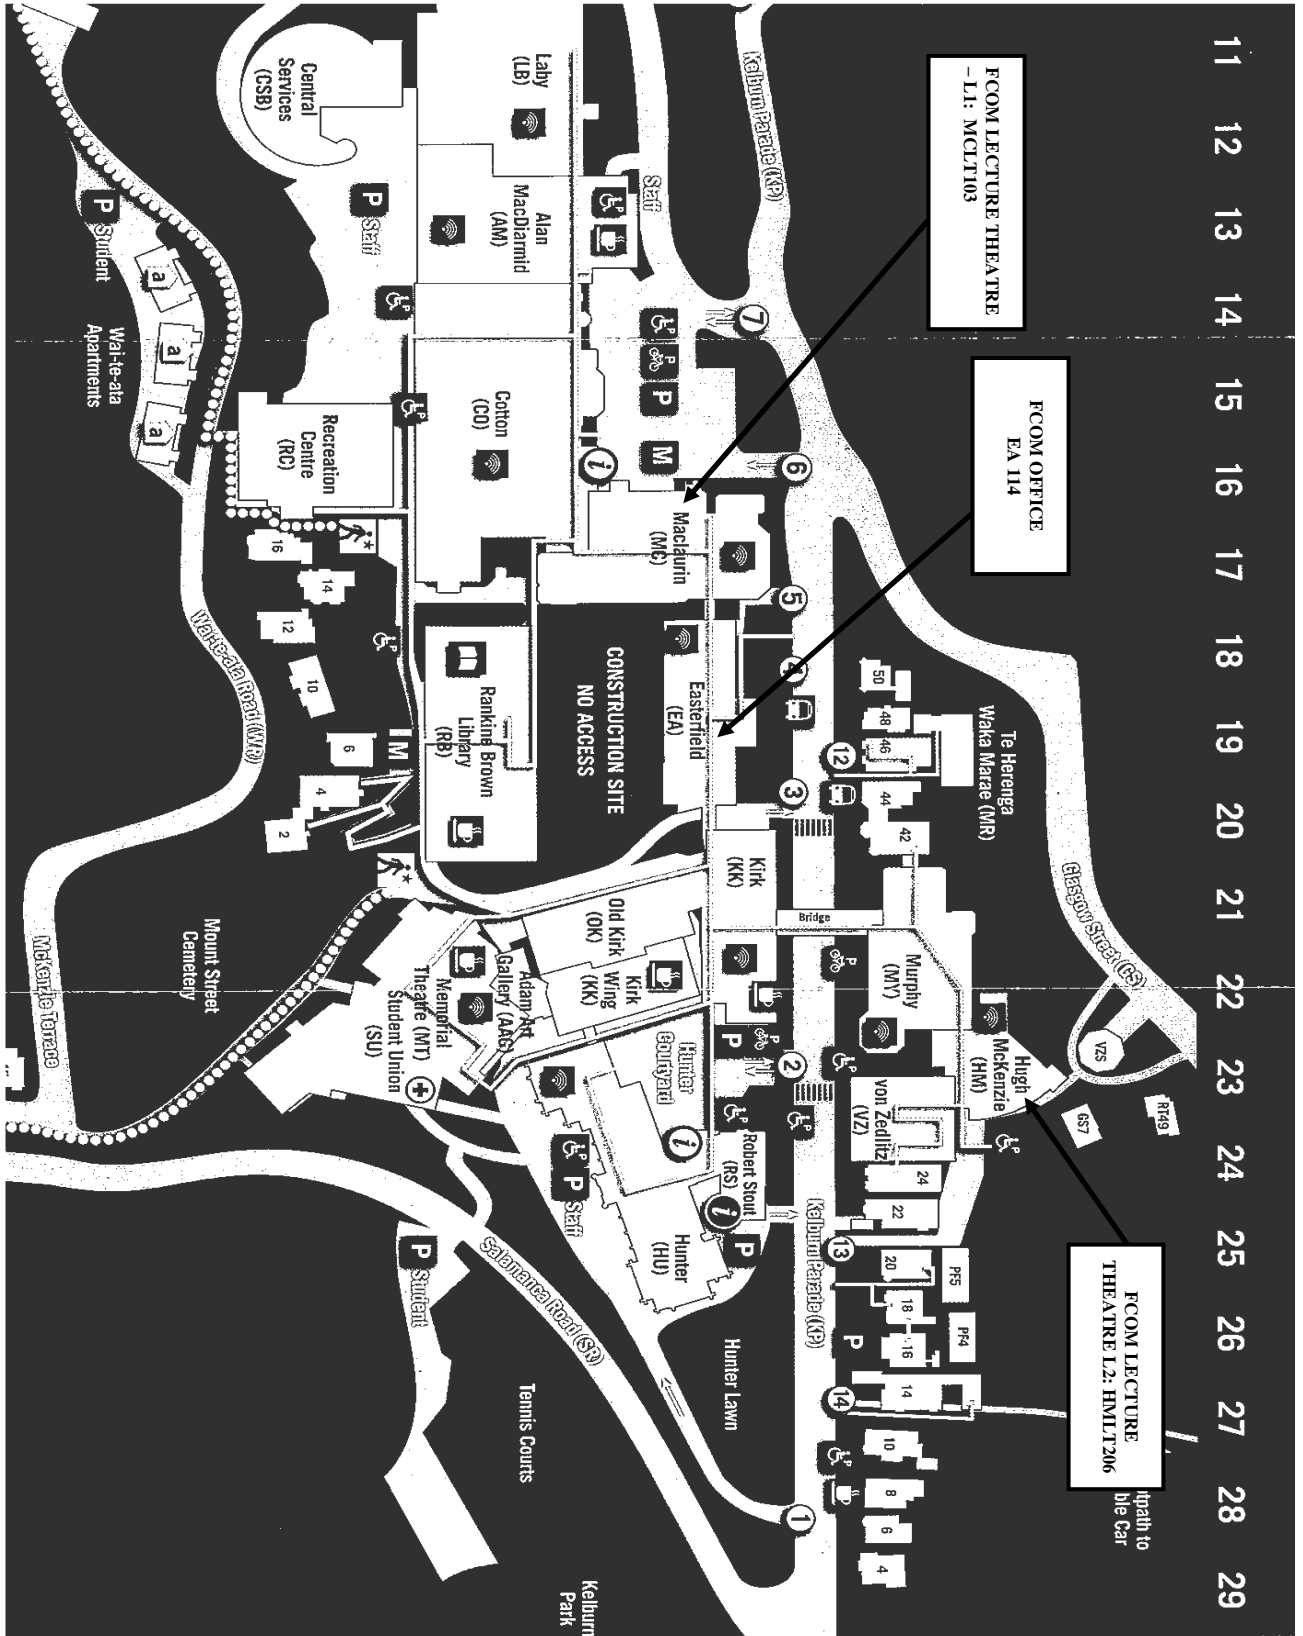 11
12
13
14
15
16
17
18
19
20
21
22
23
24
25
26
27
28
29
FCOM LECTURE THEATRE
– L1: MCLT103
FCOM OFFICE
EA 114
FCOM LECTURE
THEATRE L2: HMLT206
tpath to
ble Car
Kelburn Parade (KP)
Staff
Laby
(LB)
Central
Services
(CSB)
Alan
MacDiarmid
(AM)
P Staff
P Student
a
a
a
Wai-te-ata
Apartments
7
P
P
P
M
6
i
Cotton
(CO)
Recreation
Centre
(RC)
Maclaurin
(MC)
5
16
14
12
10
6
4
2
M
Wai-te-ata Road (WR)
Rankine Brown
Library
(RB)
CONSTRUCTION SITE
NO ACCESS
Easterfield
(EA)
4
3
12
50
48
46
44
42
Te Herenga
Waka Marae (MR)
Glasgow Street (GS)
Kirk
(KK)
Bridge
Old Kirk
(OK)
Kirk
Wing
(KK)
Adam Art
Gallery (AAG)
Memorial
Theatre (MT)
Student Union
(SU)
Mount Street
Cemetery
McKenzie Terrace
Murphy
(MY)
Hugh
McKenzie
(HM)
VZS
RT49
GS7
von Zedlitz
(VZ)
P
P
2
Hunter
Courtyard
i
Robert Stout
(RS)
i
P
P Staff
Hunter
(HU)
Kelburn Parade (KP)
24
22
13
20
18
16
14
PF5
PF4
P
14
10
8
6
4
1
Hunter Lawn
Salamanca Road (SR)
P Student
Tennis Courts
Kelburn
Park